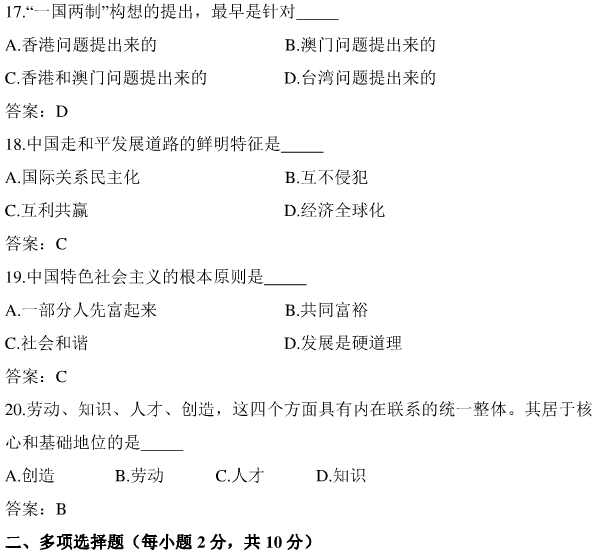 17.“一国两制”构想的提出，最早是针对_____
A.香港问题提出来的 B.澳门问题提出来的
C.香港和澳门问题提出来的 D.台湾问题提出来的
答案：D
18.中国走和平发展道路的鲜明特征是_____
A.国际关系民主化 B.互不侵犯
C.互利共赢 D.经济全球化
答案：C
19.中国特色社会主义的根本原则是_____
A.一部分人先富起来 B.共同富裕
C.社会和谐 D.发展是硬道理
答案：C
20.劳动、知识、人才、创造，这四个方面具有内在联系的统一整体。其居于核
心和基础地位的是_____
A.创造 B.劳动 C.人才 D.知识
答案：B
二、多项选择题（每小题 2 分，共 10 分）